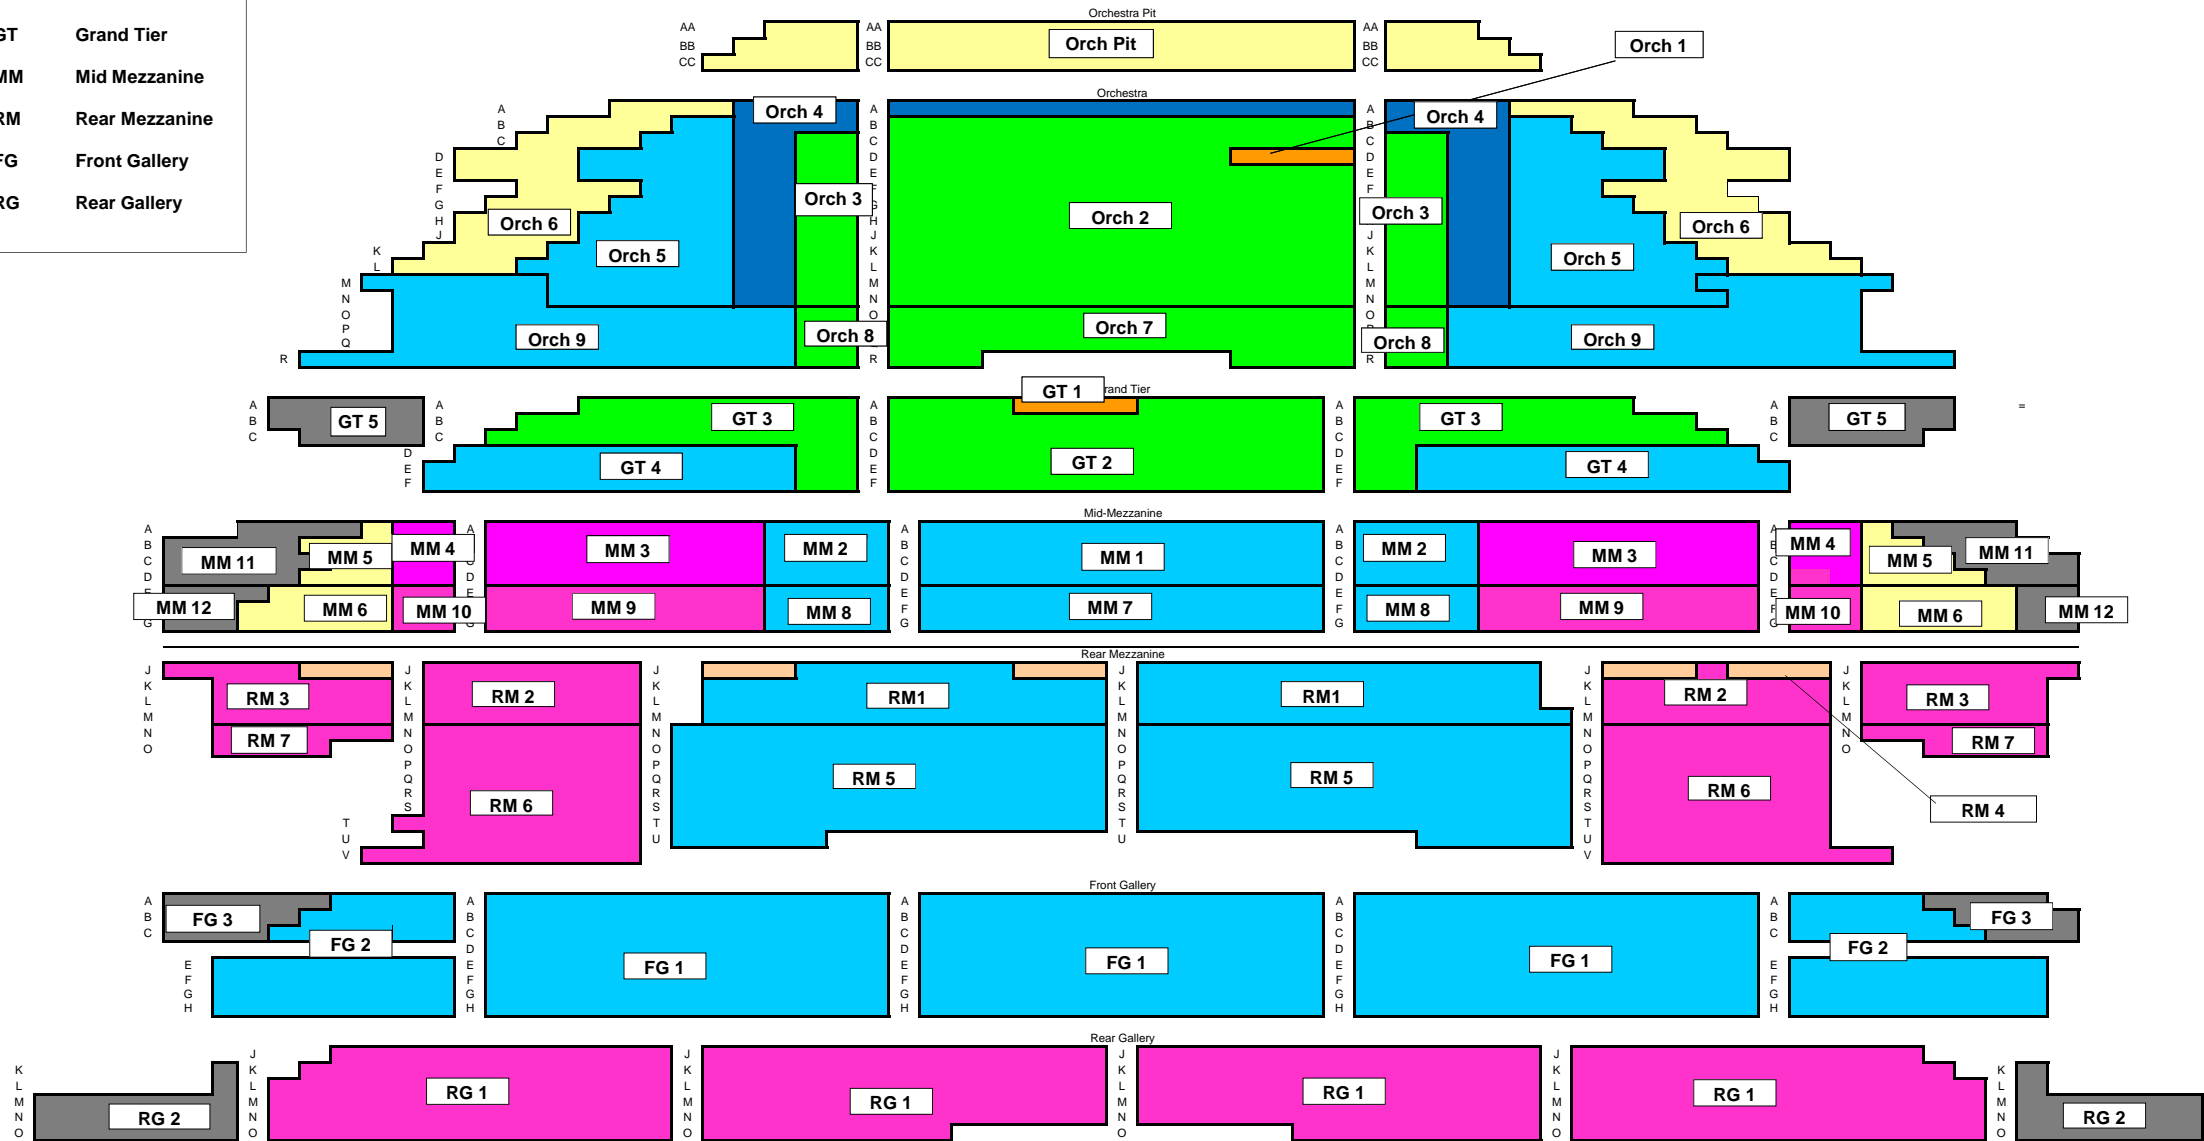 GT Grand Tier
MM Mid Mezzanine
RM Rear Mezzanine
FG Front Gallery
RG Rear Gallery
Orchestra Pit
AA AA AA
BB BB BB
CC CC CC
Orch Pit
Orch 1
Orchestra
A A A
B B B
C C C
D D D
E E E
F F F
G G
H H
J J J
K K K
L L L
M M M
N N N
O O O
P
Q
R R R
Orch 4 Orch 4
Orch 3 Orch 2 Orch 3
Orch 6 Orch 6
Orch 5 Orch 5
Orch 9 Orch 8 Orch 7 Orch 8 Orch 9
rand Tier
GT 1
A A A A A
B B B B B
C C C C C
D D D
E E E
F F F
GT 5 GT 3 GT 3 GT 5
GT 4 GT 2 GT 4
=
Mid-Mezzanine
A A A A A
B B B
C C C C
D D D D D
E E E
F F
G G G
MM 11 MM 5 MM 4 MM 3 MM 2 MM 1 MM 2 MM 3 MM 4 MM 5 MM 11
MM 12 MM 6 MM 10 MM 9 MM 8 MM 7 MM 8 MM 9 MM 10 MM 6 MM 12
Rear Mezzanine
J J J J J J
K K K K K K
L L L L L L
M M M M M M
N N N N N N
O O O O O O
P P P P
Q Q Q Q
R R R R
S S S S
T T T T
U U U U
V V
RM 3 RM 2 RM1 RM1 RM 2 RM 3
RM 7 RM 7
RM 6 RM 5 RM 5 RM 6
RM 4
Front Gallery
A A A A A
B B B B B
C C C C C
D D D
E E E E E
F F F F F
G G G G G
H H H H H
FG 3 FG 3
FG 2 FG 1 FG 1 FG 1 FG 2
Rear Gallery
J J J J
K K K K K K
L L L L L L
M M M M M M
N N N N N N
O O O O O O
RG 2 RG 1 RG 1 RG 1 RG 1 RG 2